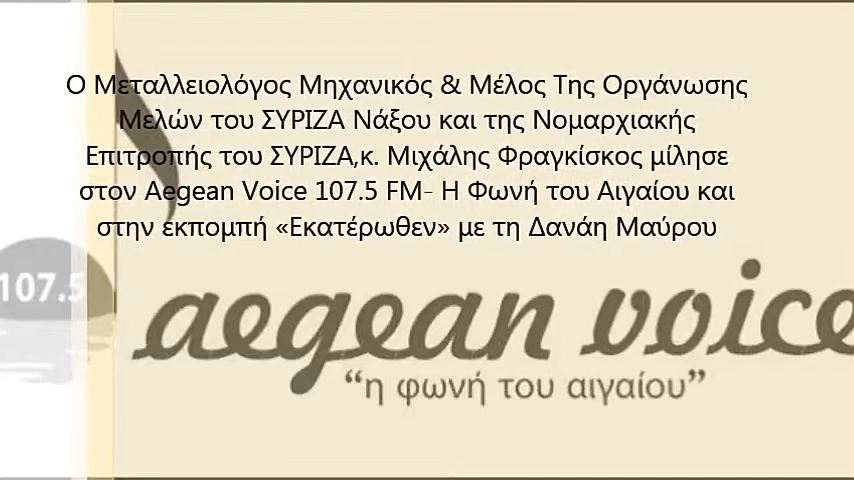 Ο Μεταλλειολόγος Μηχανικός & Μέλος Της Οργάνωσης
Μελών του ΣΥΡΙΖΑ Νάξου και της Νομαρχιακής
Επιτροπής του ΣΥΡΙΖΑ,κ. Μιχάλης Φραγκίσκος μίλησε
στον Aegean Voice 107.5 FM- Η Φωνή του Αιγαίου και
στην εκπομπή «Εκατέρωθεν» με τη Δανάη Μαύρου
107.5
aegean voice
“η φωνή του αιγαίου”